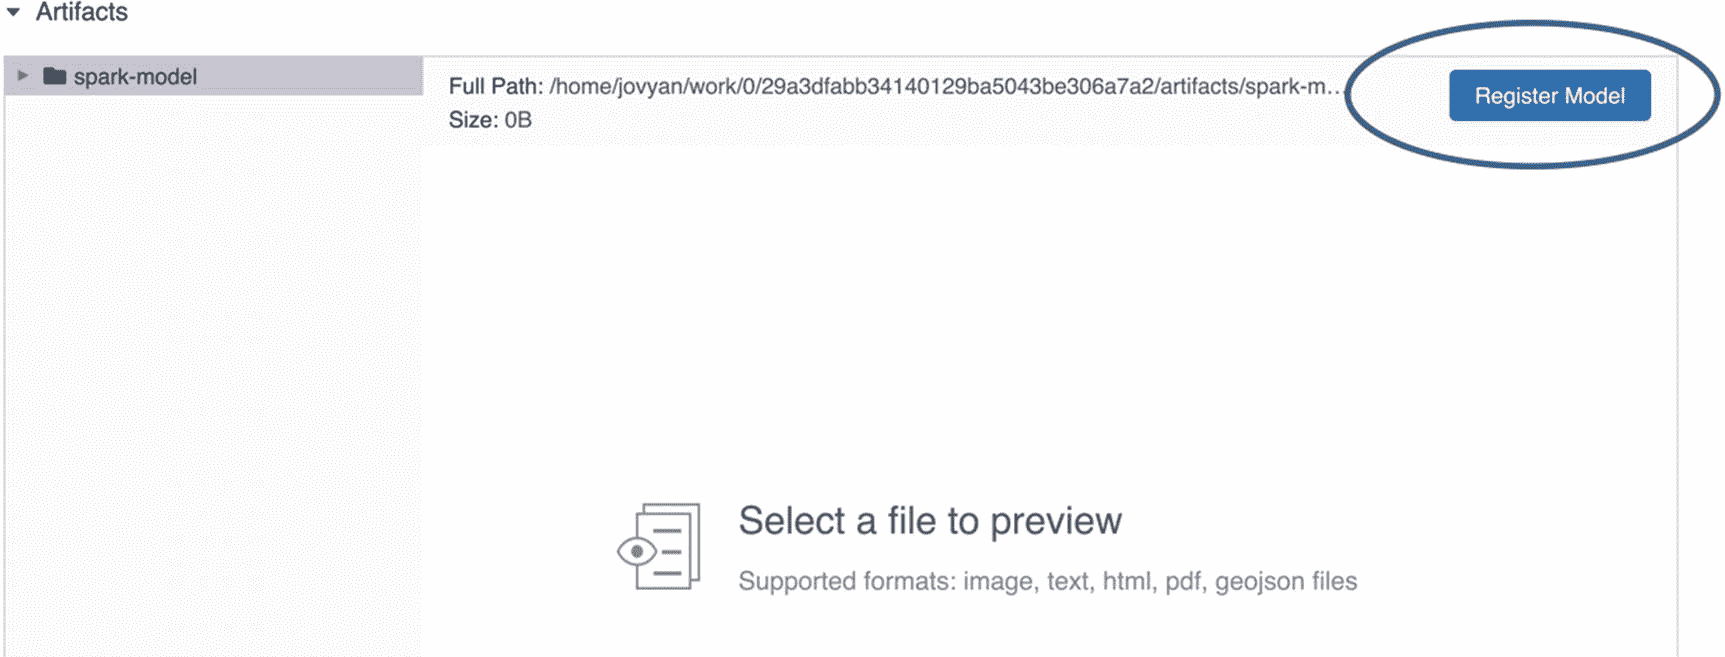 Artifacts
spark-model
Full Path: /home/jovyan/work/0/29a3dfabb34140129ba5043be306a7a2/artifacts/spark-m...
Size: 0B
Register Model
Select a file to preview
Supported formats: image, text, html, pdf, geojson files